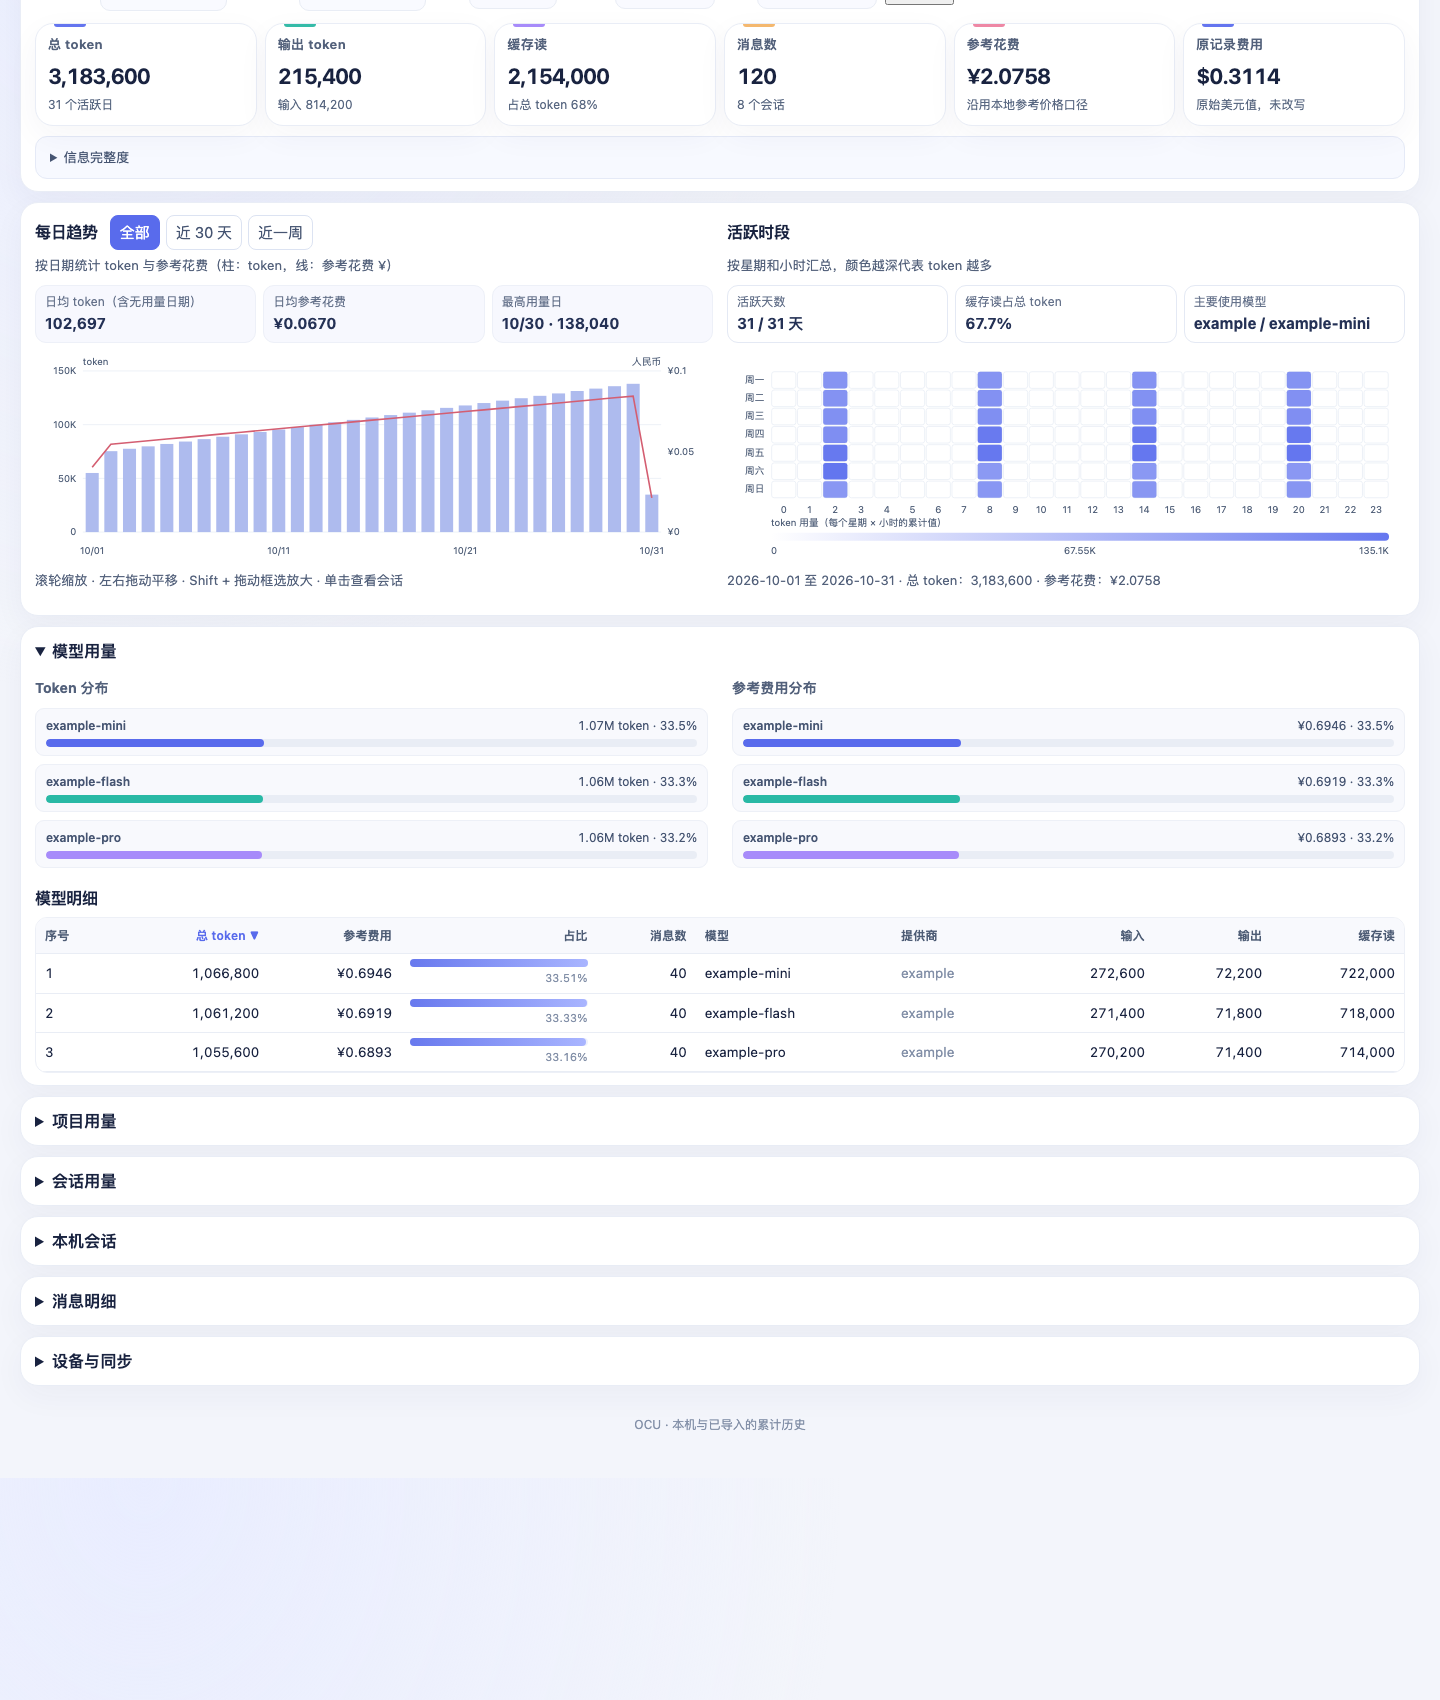 总 token
3,183,600
31 个活跃日
输出 token
215,400
输入 814,200
缓存读
2,154,000
占总 token 68%
消息数
120
8 个会话
参考花费
¥2.0758
沿用本地参考价格口径
原记录费用
$0.3114
原始美元值，未改写
▶ 信息完整度
每日趋势 全部 近 30 天 近一周
按日期统计 token 与参考花费（柱：token，线：参考花费 ¥）
日均 token（含无用量日期）
102,697
日均参考花费
¥0.0670
最高用量日
10/30 · 138,040
token 人民币
150K ¥0.1
100K
¥0.05
50K
0 ¥0
10/01 10/11 10/21 10/31
滚轮缩放 · 左右拖动平移 · Shift + 拖动框选放大 · 单击查看会话
活跃时段
按星期和小时汇总，颜色越深代表 token 越多
活跃天数
31 / 31 天
缓存读占总 token
67.7%
主要使用模型
example / example-mini
周一
周二
周三
周四
周五
周六
周日
0 1 2 3 4 5 6 7 8 9 10 11 12 13 14 15 16 17 18 19 20 21 22 23
token 用量（每个星期 × 小时的累计值）
0 67.55K 135.1K
2026-10-01 至 2026-10-31 · 总 token：3,183,600 · 参考花费：¥2.0758
▼ 模型用量
Token 分布
example-mini 1.07M token · 33.5%
example-flash 1.06M token · 33.3%
example-pro 1.06M token · 33.2%
参考费用分布
example-mini ¥0.6946 · 33.5%
example-flash ¥0.6919 · 33.3%
example-pro ¥0.6893 · 33.2%
模型明细
序号 总 token ▼ 参考费用 占比 消息数 模型 提供商 输入 输出 缓存读
1 1,066,800 ¥0.6946 33.51% 40 example-mini example 272,600 72,200 722,000
2 1,061,200 ¥0.6919 33.33% 40 example-flash example 271,400 71,800 718,000
3 1,055,600 ¥0.6893 33.16% 40 example-pro example 270,200 71,400 714,000
▶ 项目用量
▶ 会话用量
▶ 本机会话
▶ 消息明细
▶ 设备与同步
OCU · 本机与已导入的累计历史